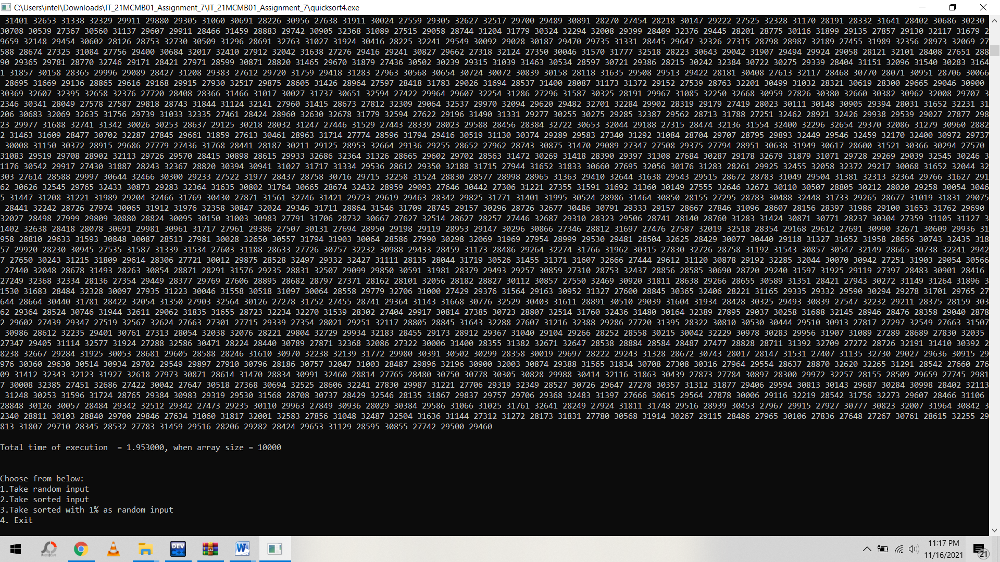 C:\Users\intel\Downloads\IT_21MCMB01_Assignment_7\IT_21MCMB01_Assignment_7\quicksort4.exe
31401 32653 31338 32329 29911 29880 29305 31060 30691 28226 30956 27638 31911 30024 27559 29305 32627 32517 29700 29489 30891 28270 27454 28218 30147 29222 27525 32328 31170 28191 28332 31641 28402 30686 30230
30708 30539 27367 30560 31137 29607 29911 28466 31459 28883 29742 30905 32368 31089 27515 29058 28744 31204 31779 30324 32294 32008 29399 28409 32376 29445 28201 28775 30116 31899 29135 27857 29130 32117 31679 2
9659 32148 29454 30602 28126 28753 32730 30509 31296 28691 32763 31027 31924 30416 28225 32241 29549 30092 29028 30187 29470 29735 31331 28445 29647 32326 27315 28798 28987 32189 27455 31989 32356 28973 32069 27
588 28674 27325 31084 27756 29400 30684 32017 32410 27912 32042 31638 27276 29416 29241 30827 29662 27318 32124 27350 30046 31570 31777 32518 28223 30643 29042 31907 29494 29924 29058 28121 32101 28408 27651 288
90 29365 29781 28770 32746 29171 28421 27971 28599 30871 28820 31465 29670 31879 27436 30502 30239 29315 31039 31463 30534 28597 30721 29386 28215 30242 32384 30722 30275 29339 28404 31151 32096 31540 30283 3164
1 31857 30158 28365 29996 29089 28427 31208 29383 27612 29720 31759 29418 31283 27963 30568 30654 30724 30072 30839 30158 28118 31635 29508 29513 29422 28181 30408 27613 32117 28468 30770 28071 30951 28706 30066
28695 31669 29136 28865 29616 29168 29915 27930 32517 29875 28605 31426 28964 27597 28418 31783 29026 31694 28537 31400 28087 31173 31372 29152 27539 28763 32201 30499 31032 28321 30619 28300 29665 29046 30900
30369 32607 32395 32658 32376 27720 28408 28366 31466 31017 30027 31737 30651 32594 27422 29964 29607 32254 31286 27296 31587 30325 28191 29967 31085 32250 32668 30959 27826 30380 32660 30382 30962 32008 29707 3
2346 30341 28049 27578 27587 29818 28743 31844 31124 32141 27960 31415 28673 27812 32309 29064 32537 29970 32094 29620 29482 32701 32284 29902 28319 29179 27419 28023 30111 30148 30905 29394 28031 31652 32231 31
206 30683 32069 32635 31756 29739 31033 32335 27461 28424 28960 32630 32678 31779 32594 27622 29196 31490 31331 29277 30255 30275 29285 32387 29562 28713 31788 27251 32462 28921 32426 29938 29539 29027 27877 298
23 29977 31688 32741 31342 30026 30253 28637 29125 30218 28032 31247 27446 31529 27443 28339 28023 29588 28456 28384 32722 30653 32044 29188 27315 28474 32136 31554 32400 32296 32654 29370 32086 31279 30960 2882
2 31463 31609 28477 30702 32287 27845 29661 31859 27613 30461 28963 31714 27774 28596 31794 29416 30519 31130 30374 29289 29583 27340 31292 31084 28704 29707 28795 29893 32449 29546 32459 32170 32400 30972 29737
30008 31150 30372 28915 29686 27779 27436 31768 28441 28187 30211 29125 28953 32664 29136 29255 28652 27962 28743 30875 31470 29089 27347 27508 29375 27794 28951 30638 31949 30617 28600 31521 30366 30294 27570
31083 29519 29708 28902 32113 29726 29570 28415 30898 28615 29933 32686 32364 31326 28665 29602 29702 28563 31472 30269 31418 28390 29397 31308 27684 30287 29178 32679 31879 31071 29728 29269 29039 32545 30246 3
1176 30542 29917 27430 31887 28243 32367 28820 30394 30941 31027 31717 31334 29536 28612 29350 32188 31715 27944 31652 31833 30660 27695 32056 30176 31283 28261 29925 32455 32058 32372 29217 30068 31652 32044 32
303 27614 28588 29997 30644 32466 30300 29233 27522 31977 28437 28758 30716 29715 32258 31524 28830 28577 28998 28965 31363 29410 32644 31638 29543 29515 28672 28783 31049 29504 31381 32313 32364 29766 31627 291
62 30626 32545 29765 32433 30873 29283 32364 31635 30802 31764 30665 28674 32432 28959 29093 27646 30442 27306 31221 27355 31591 31692 31360 30149 27555 32646 32672 30110 30507 28805 30212 28020 29258 30054 3046
5 31447 31208 31221 31989 29204 32466 31769 30430 27871 31561 32746 31421 29723 29619 29463 28342 29825 31771 31401 31995 30524 28986 31464 30850 28155 27295 28783 30488 32448 31733 29265 28677 31019 31831 29075
28441 32242 28726 27974 30065 31912 31976 32358 30847 32024 29346 31711 28864 31546 31709 28745 29157 30296 28726 32677 30486 30791 29333 29157 28667 27846 31096 28607 28156 28397 31986 29100 31653 31762 29690
32027 28498 27999 29809 30880 28824 30095 30150 31003 30983 27791 31706 28732 30667 27627 32514 28627 28257 27446 32687 29310 28323 29506 28741 28140 28760 31283 31424 30871 30771 28237 30304 27359 31105 31127 3
1402 32638 28418 28078 30691 29981 30961 31717 27961 29386 27507 30131 27694 28950 29198 29119 28953 29147 30296 30866 27346 28812 31697 27476 27587 32019 32518 28354 29168 29612 27691 30990 32671 30609 29936 31
958 28810 29633 31593 30848 30087 28513 27981 30028 32650 30557 31794 31903 30064 28586 27990 30298 32069 31969 27954 28999 29530 29481 28504 32625 28429 30077 30440 29118 31327 31652 31958 28656 30743 32435 318
57 29920 28230 30945 27535 31587 31339 31534 27603 31188 28633 27726 30757 32232 30988 29433 28459 31173 28486 29264 32274 31766 31962 30315 27830 32726 28758 31192 31543 30857 30547 32149 28665 30738 32241 2942
7 27650 30243 31215 31809 29614 28306 27721 30012 29875 28528 32497 29332 32427 31111 28135 28044 31719 30526 31455 31371 31607 32666 27444 29612 31120 30878 29192 32285 32044 30070 30942 27251 31903 29054 30566
27440 32048 28678 31493 28263 30854 28871 28291 31576 29235 28831 32507 29099 29850 30591 31981 28379 29493 29257 30859 27310 28753 32437 28856 28585 30690 28720 29240 31597 31925 29119 27397 28483 30901 28416
27249 32368 32334 28136 27354 29449 28377 29769 27606 28895 28682 28797 27371 28162 28101 32056 28182 28827 30112 30857 27550 32469 30920 31811 28638 29266 28655 30589 31351 28421 27943 30272 31149 31264 31896 3
1530 31683 28484 32328 30097 27935 31223 30046 31558 30518 31097 30064 28558 29779 32706 31000 27429 29376 31564 29163 30952 31327 27600 28845 30365 32406 28221 31165 29335 29332 29590 30294 29278 31701 29765 27
644 28664 30440 31781 28422 32054 31350 27903 32564 30126 27278 31752 27455 28741 29364 31143 31668 30776 32529 30403 31611 28891 30510 29039 31604 31934 28428 30325 29493 30839 27547 32232 29211 28375 28159 303
62 29364 28524 30746 31944 32611 29062 31835 31655 28723 32234 32270 31539 28302 27404 29917 30814 27385 30723 28807 32514 31760 32436 31480 30164 32389 27895 29037 30258 31688 32145 28946 28476 28358 29040 2878
2 29602 27439 29347 27519 32567 32624 27663 27301 27715 29339 27354 28021 29251 32117 28805 28845 31643 32288 27607 31216 32388 29286 27720 31395 28322 30810 30530 30444 29510 30913 27817 27297 32549 27663 31507
30986 28612 32235 29401 30761 27313 28054 32038 32076 28221 29804 32729 29934 32183 28455 29173 28912 29367 31040 29104 29266 28252 28558 30215 30042 32229 30978 30283 29956 31907 31089 27289 28689 27830 32035
27347 29405 31114 32577 31924 27288 32586 30471 28224 28440 30789 27871 32368 32086 27322 30006 31400 28355 31382 32671 32647 28538 28884 28584 28487 27477 28828 28711 31392 32709 27272 28726 32191 31410 30392 2
8238 32667 29284 31925 30053 28681 29605 28588 28246 31610 30970 32238 32139 31772 29980 30391 30502 30299 28358 30019 29697 28222 29243 31328 28672 30743 28017 28147 31531 27407 31135 32730 29027 29636 30915 29
976 30360 29630 30514 30934 29702 29549 29897 27910 30796 28186 30757 32047 31003 28487 29896 32196 30900 32003 30874 29388 31565 31834 30708 27308 30316 27964 29554 28637 28870 32620 32265 31291 28542 27660 276
09 31412 32343 32123 31927 32618 27973 30871 28614 31470 28834 30991 32460 28814 27765 28480 30750 30778 30305 30828 29988 30414 32116 31863 30439 27873 27784 30897 28300 29972 32257 28155 28509 29659 27745 2981
7 30008 32385 27451 32686 27422 30042 27647 30518 27368 30694 32525 28606 32241 27830 29987 31221 27706 29319 32349 28527 30726 29647 27278 30357 31312 31877 29406 29594 30813 30143 29687 30284 30998 28402 32113
31248 30253 31596 31724 28765 29384 30983 29319 29530 31568 28708 30737 28429 32546 28135 31867 29837 29757 29706 29368 32483 31397 27666 30615 29564 27878 30006 29116 32219 28542 31756 32273 29607 28466 31106
28848 30126 30057 28484 29342 32512 29342 27473 29235 30110 29963 27849 30936 28029 30384 29586 31066 31025 31761 32641 28249 27924 31811 31748 29516 28939 30453 27967 29915 27927 30777 30823 32007 31964 30842 3
2340 28811 30103 28840 29700 29846 27634 31060 31817 32001 32583 27856 31048 32487 32504 31636 31144 27312 31272 28173 31831 27780 30568 31914 30267 29115 28486 27965 30106 27836 27648 27267 30761 28615 32255 29
813 31807 29710 28345 28532 27783 31459 29516 28206 29282 28424 29653 31129 28595 30855 27742 29500 29460
Total time of execution  = 1.953000, when array size = 10000
Choose from below:
1.Take random input
2.Take sorted input
3.Take sorted with 1% as random input
4. Exit
DEV
C++
W
11:17 PM
11/16/2021
21